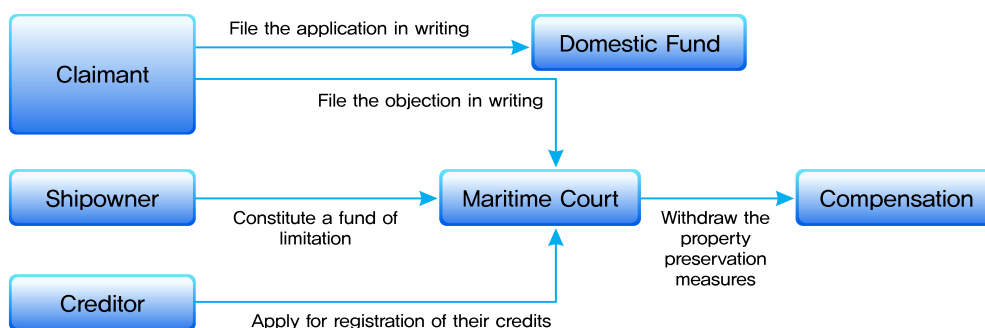 File the application in writing
Domestic Fund
Claimant
File the objection in writing
Shipowner
Maritime Court
Compensation
Constitute a fund of
limitation
Withdraw the
property
preservation
measures
Creditor
Apply for registration of their credits